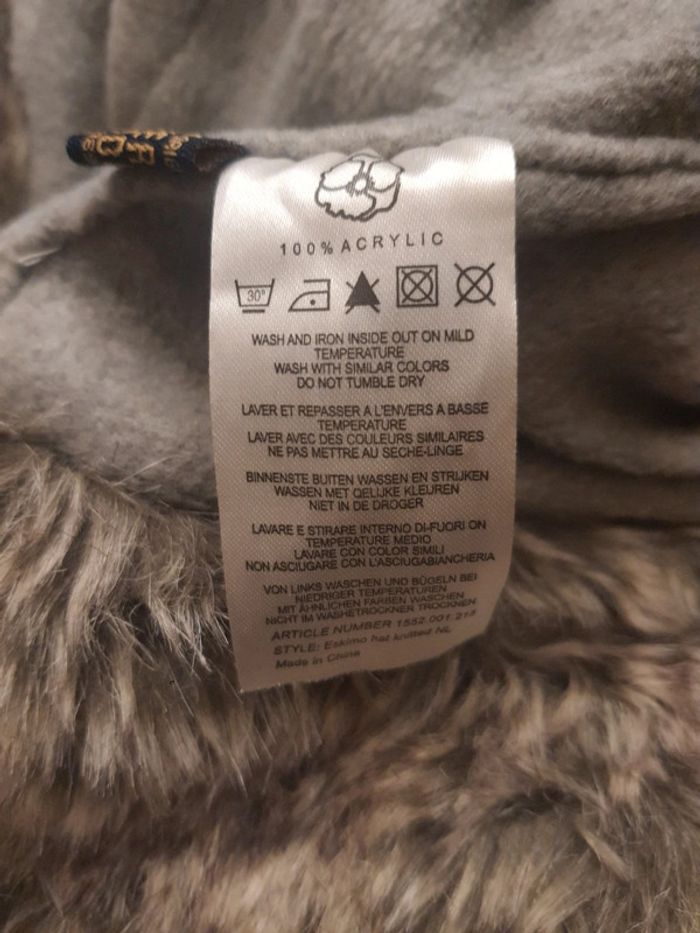 100% ACRYLIC
30°
WASH AND IRON INSIDE OUT ON MILD
TEMPERATURE
WASH WITH SIMILAR COLORS
DO NOT TUMBLE DRY
LAVER ET REPASSER A L'ENVERS A BASSE
TEMPERATURE
LAVER AVEC DES COULEURS SIMILAIRES
NE PAS METTRE AU SECHE-LINGE
BINNENSTE BUITEN WASSEN EN STRIJKEN
WASSEN MET GELIJKE KLEUREN
NIET IN DE DROGER
LAVARE E STIRARE INTERNO DI-FUORI ON
TEMPERATURE MEDIO
LAVARE CON COLOR SIMILI
NON ASCIUGARE CON L'ASCIUGABIANCHERIA
VON LINKS WASCHEN UND BÜGELN BEI
NIEDRIGER TEMPERATUREN
MIT ÄHNLICHEN FARBEN WASCHEN
NICHT IM WASHETROCKNER TROCKNEN
ARTICLE NUMBER 1552.001.218
STYLE: Eskimo hat knitted NL
Made in China